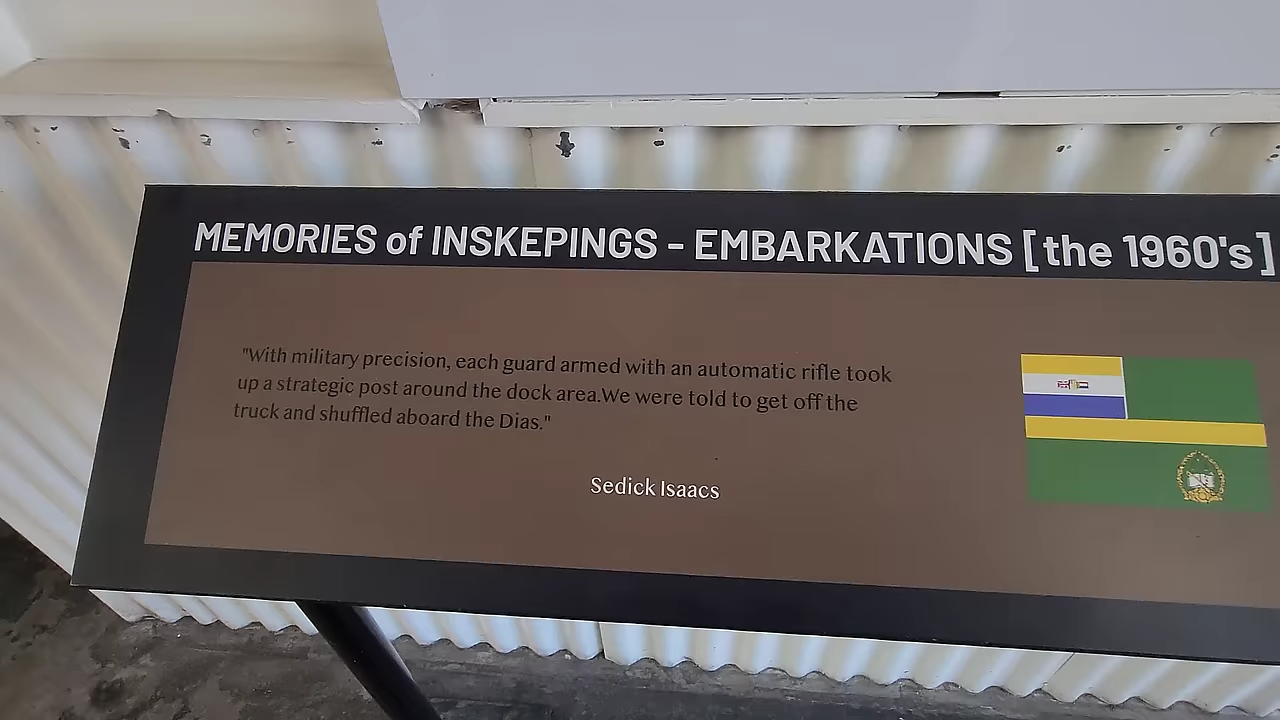 MEMORIES of INSKEPINGS - EMBARKATIONS [the 1960's]
"With military precision, each guard armed with an automatic rifle took
up a strategic post around the dock area.We were told to get off the
truck and shuffled aboard the Dias."
Sedick Isaacs